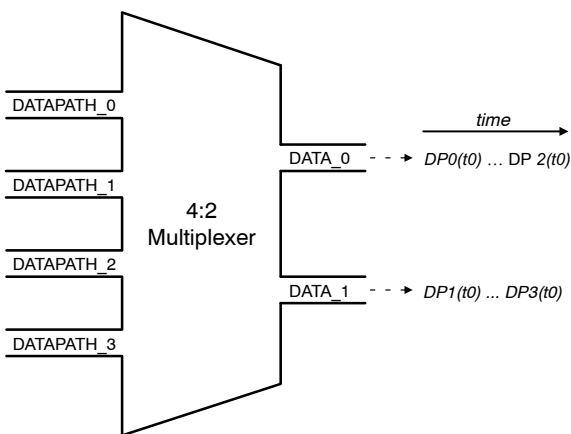 time
DATAPATH_0
DATA_0
DP0(t0) … DP 2(t0)
DATAPATH_1
4:2
Multiplexer
DATAPATH_2
DATA_1
DP1(t0) ... DP3(t0)
DATAPATH_3